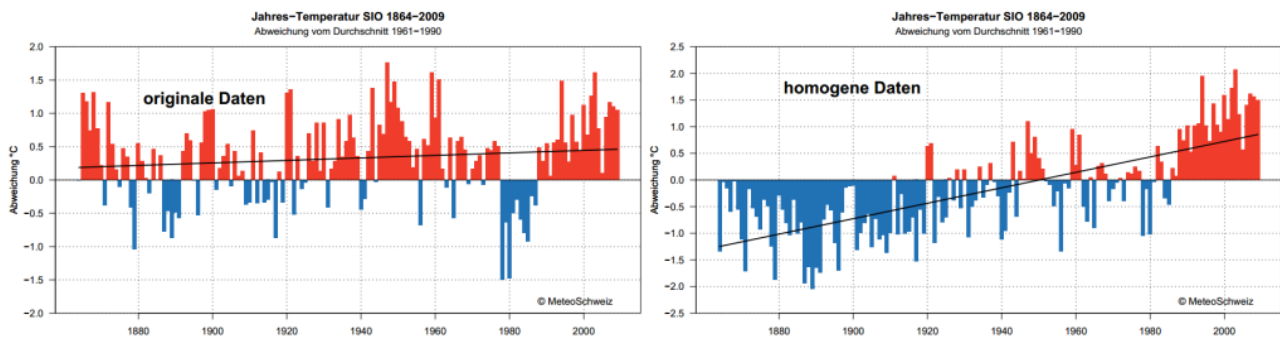 Jahres−Temperatur SIO 1864−2009
Abweichung vom Durchschnitt 1961−1990
originale Daten
Abweichung °C
2.0
1.5
1.0
0.5
0.0
−0.5
−1.0
−1.5
−2.0
© MeteoSchweiz
1880 1900 1920 1940 1960 1980 2000
Jahres−Temperatur SIO 1864−2009
Abweichung vom Durchschnitt 1961−1990
homogene Daten
Abweichung °C
2.5
2.0
1.5
1.0
0.5
0.0
−0.5
−1.0
−1.5
−2.0
−2.5
© MeteoSchweiz
1880 1900 1920 1940 1960 1980 2000